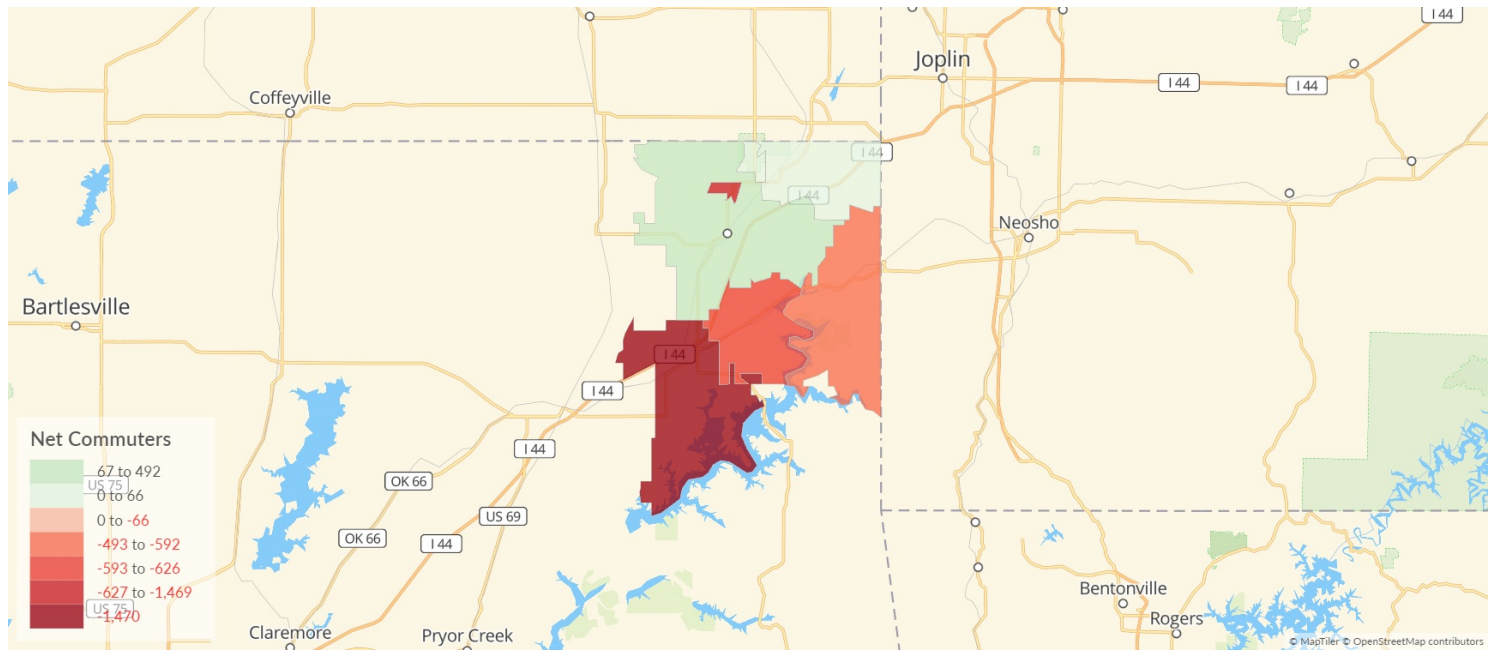 I 44
Joplin
I 44
I 44
Coffeyville
I 44
I 44
Neosho
Bartlesville
I 44
I 44
Net Commuters
67 to 492
US 75
0 to 66
0 to -66
-493 to -592
-593 to -626
-627 to -1,469
US 75
-1,470
I 44
OK 66
US 69
OK 66
I 44
Bentonville
Rogers
Claremore
Pryor Creek
© MapTiler © OpenStreetMap contributors